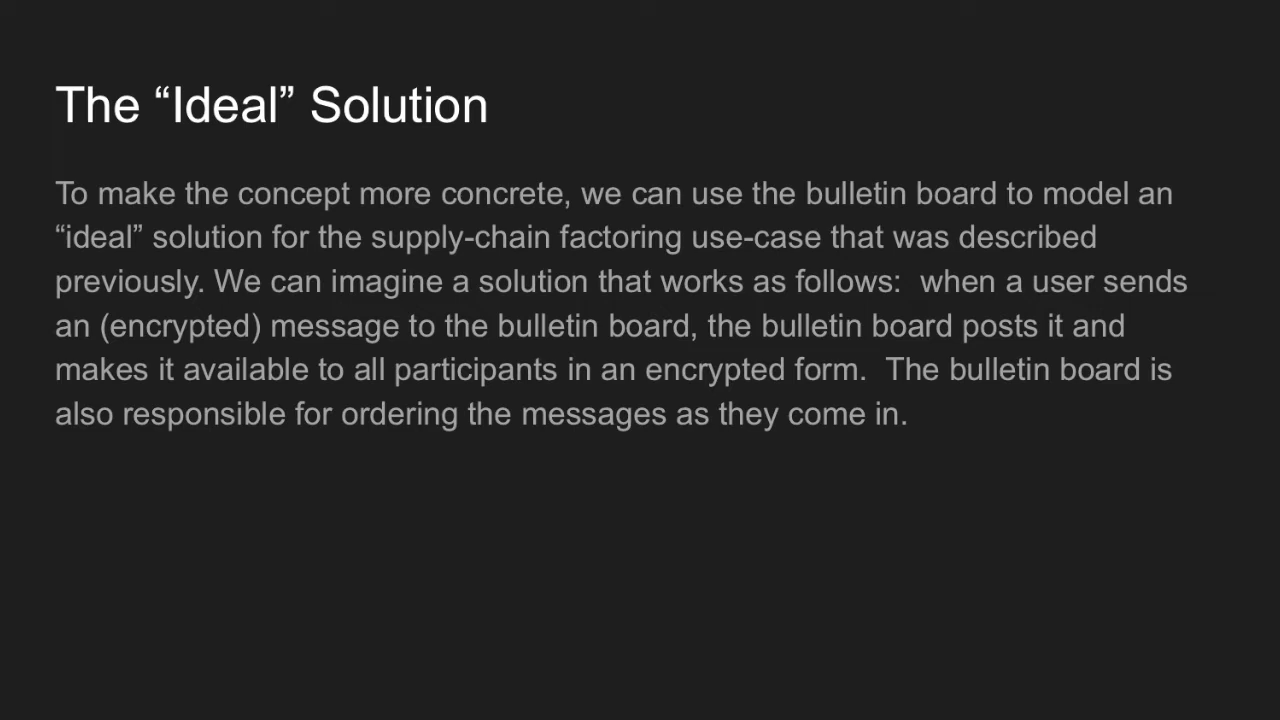 The “Ideal” Solution
To make the concept more concrete, we can use the bulletin board to model an
“ideal” solution for the supply-chain factoring use-case that was described
previously. We can imagine a solution that works as follows:  when a user sends
an (encrypted) message to the bulletin board, the bulletin board posts it and
makes it available to all participants in an encrypted form.  The bulletin board is
also responsible for ordering the messages as they come in.